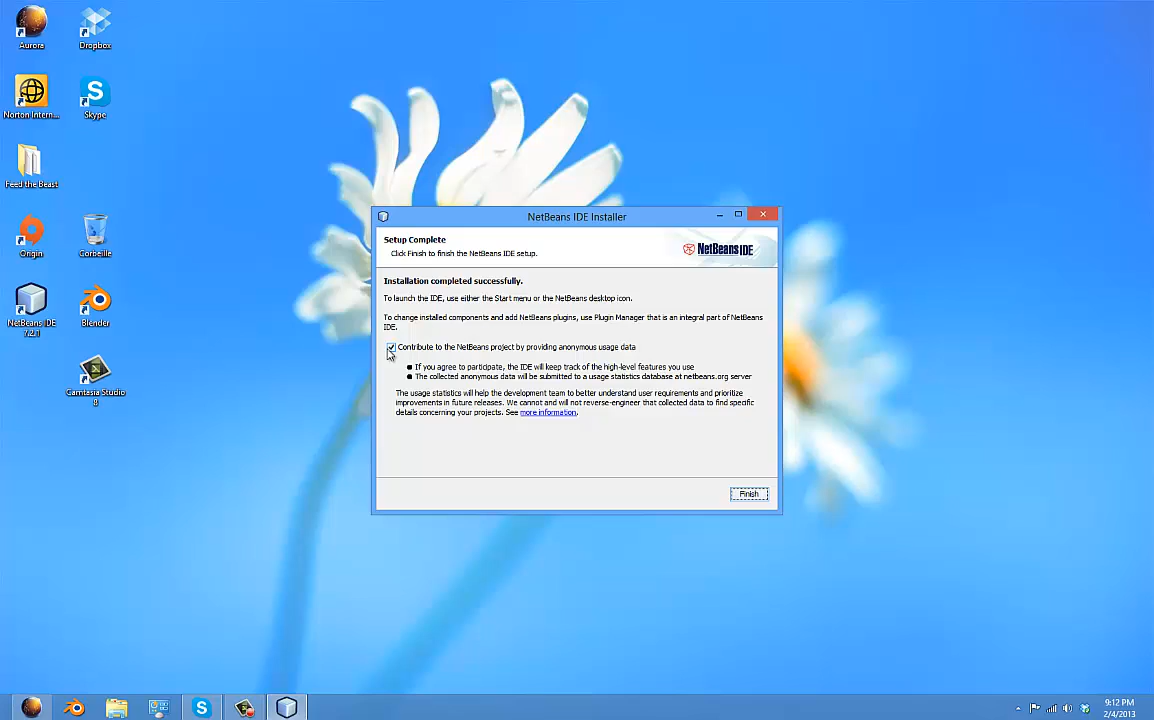 Aurora
Dropbox
Norton Intern...
Skype
Feed the Beast
Origin
Corbeille
NetBeans IDE
7.2.1
Blender
Camtasia Studio
8
NetBeans IDE Installer
Setup Complete
Click Finish to finish the NetBeans IDE setup.
NetBeans IDE
Installation completed successfully.
To launch the IDE, use either the Start menu or the NetBeans desktop icon.
To change installed components and add NetBeans plugins, use Plugin Manager that is an integral part of NetBeans
IDE.
Contribute to the NetBeans project by providing anonymous usage data
● If you agree to participate, the IDE will keep track of the high-level features you use
● The collected anonymous data will be submitted to a usage statistics database at netbeans.org server
The usage statistics will help the development team to better understand user requirements and prioritize
improvements in future releases. We cannot and will not reverse-engineer that collected data to find specific
details concerning your projects. See more information.
Finish
9:12 PM
2/4/2013